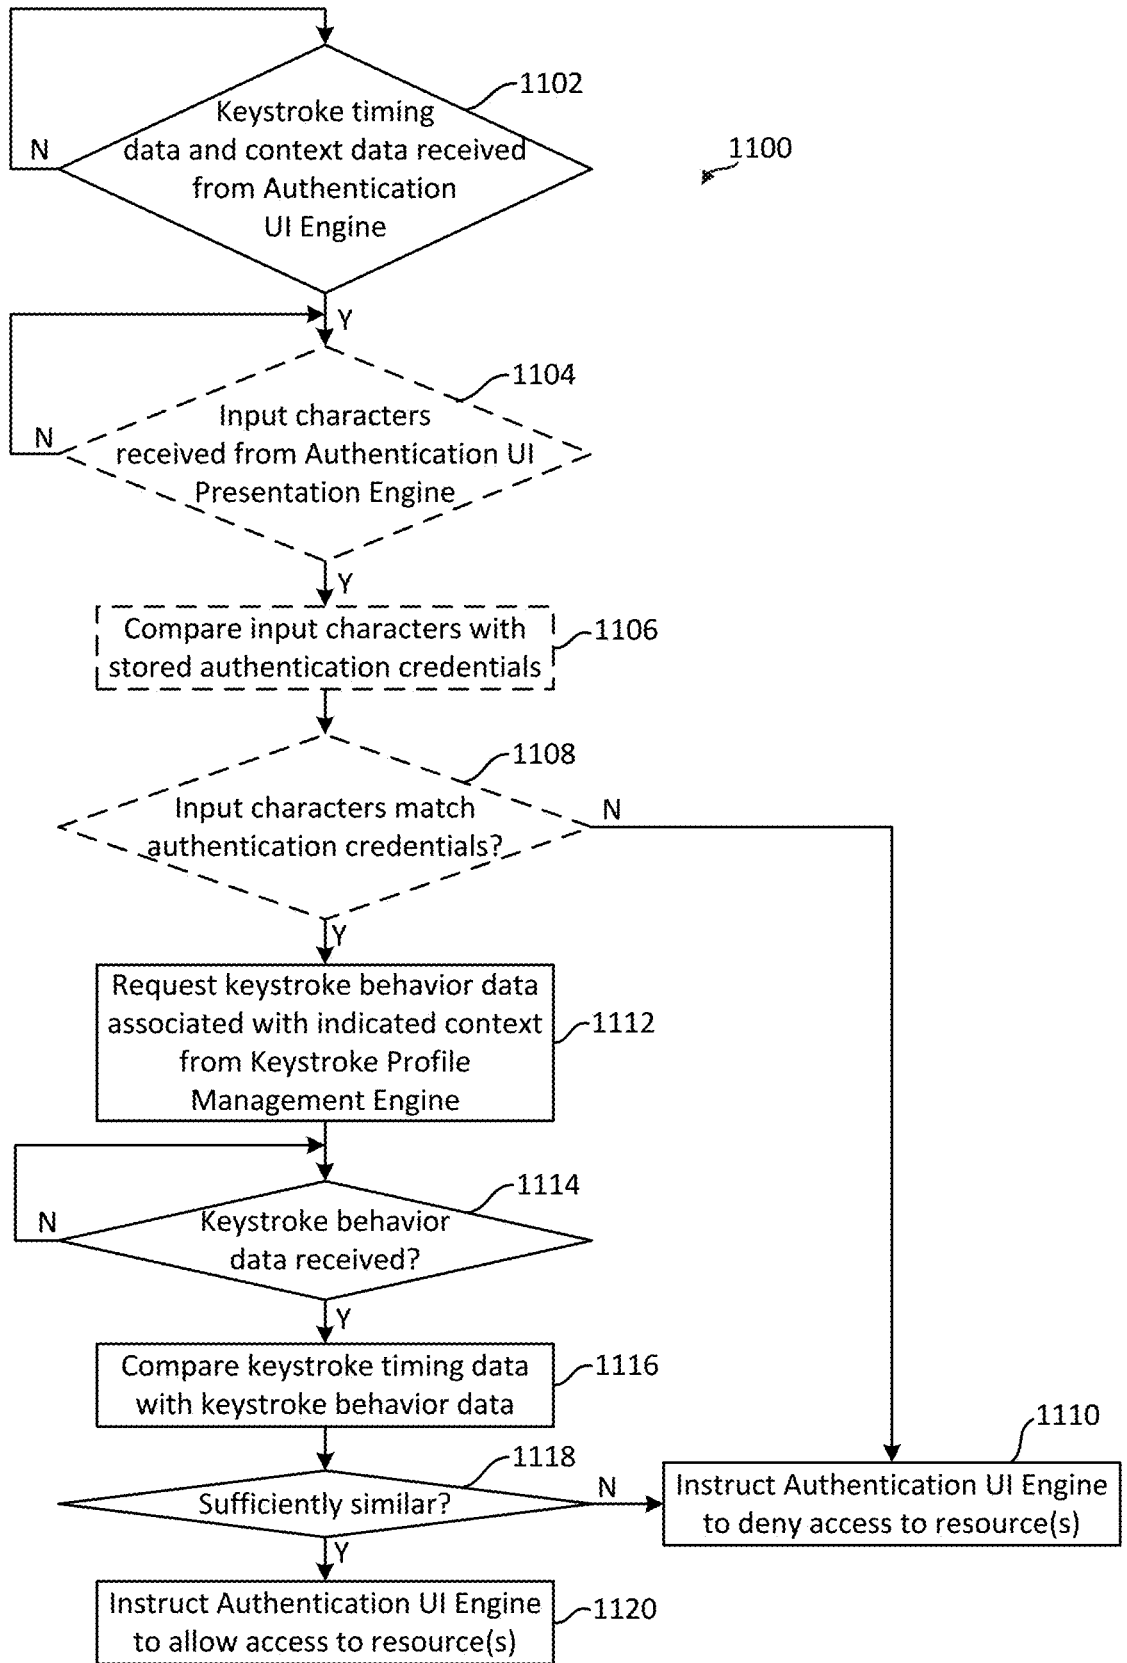 1102
Keystroke timing
data and context data received
from Authentication
UI Engine
N
1100
Y
1104
Input characters
received from Authentication UI
Presentation Engine
N
Y
Compare input characters with
stored authentication credentials
1106
1108
Input characters match
authentication credentials?
N
Y
Request keystroke behavior data
associated with indicated context
from Keystroke Profile
Management Engine
1112
1114
Keystroke behavior
data received?
N
Y
Compare keystroke timing data
with keystroke behavior data
1116
1118
Sufficiently similar?
N
1110
Instruct Authentication UI Engine
to deny access to resource(s)
Y
Instruct Authentication UI Engine
to allow access to resource(s)
1120